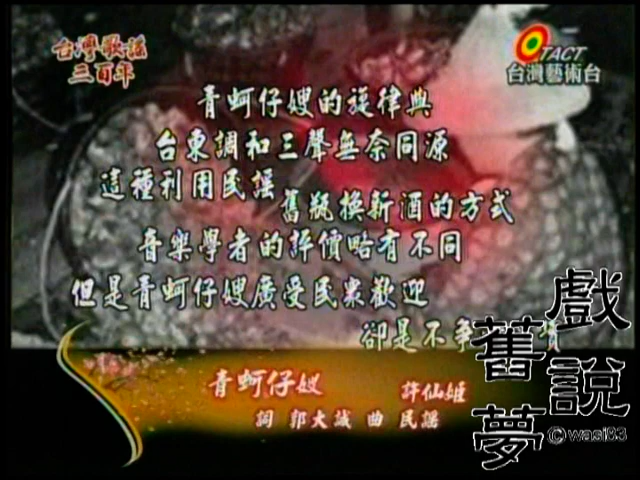 台灣歌謠
三百年
TACT
台灣藝術台
青蚵仔嫂的旋律與
台東調和三聲無奈同源
這種利用民謠
舊瓶換新酒的方式
音樂學者的評價略有不同
但是青蚵仔嫂廣受民眾歡迎
卻是不爭
青蚵仔嫂 許仙姬
詞 郭大誠 曲 民謠
戲說
舊夢
©wasi83